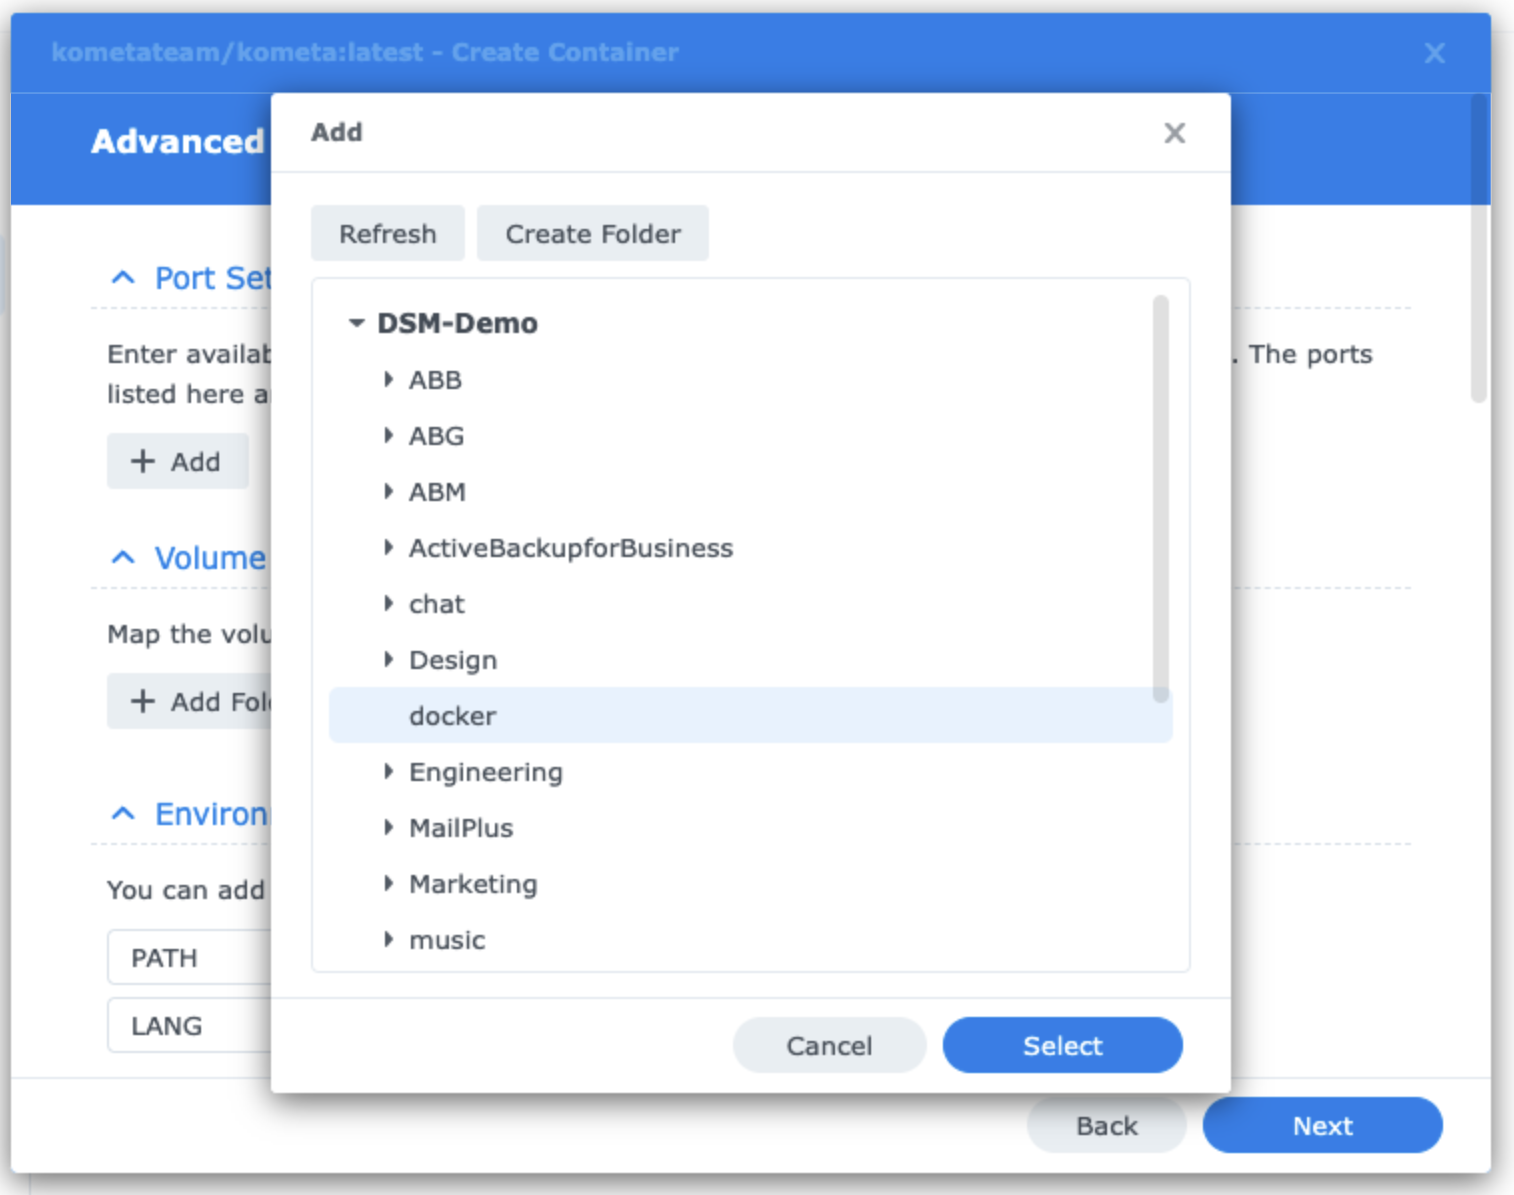 kometateam/kometa:latest - Create Container
Advanced
Add
Refresh
Create Folder
Port Set
Enter availab
. The ports
listed here a
Add
Volume
Map the volu
Add Fol
Environ
You can add
PATH
LANG
DSM-Demo
ABB
ABG
ABM
ActiveBackupforBusiness
chat
Design
docker
Engineering
MailPlus
Marketing
music
Cancel
Select
Back
Next